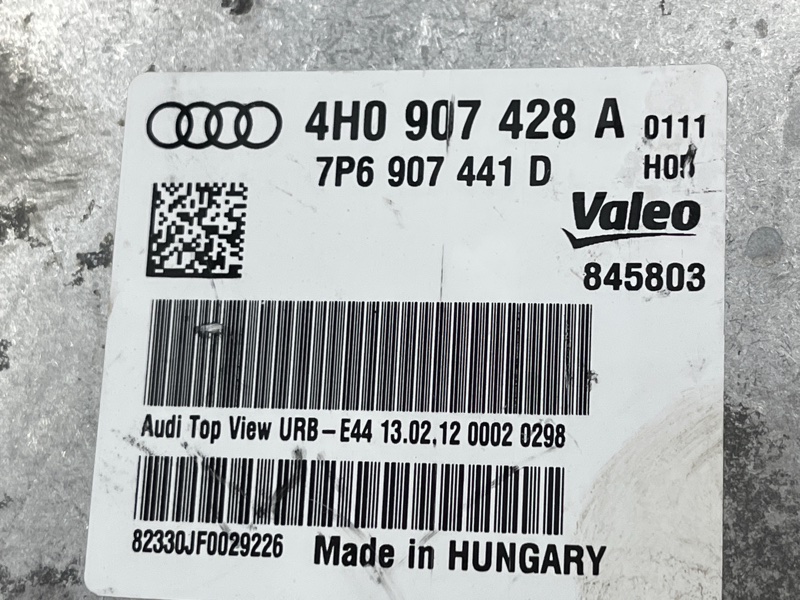 4H0 907 428 A 0111
7P6 907 441 D
Valeo
845803
Audi Top View URB-E44 13.02.12 0002 0298
82330JF0029226 Made in HUNGARY